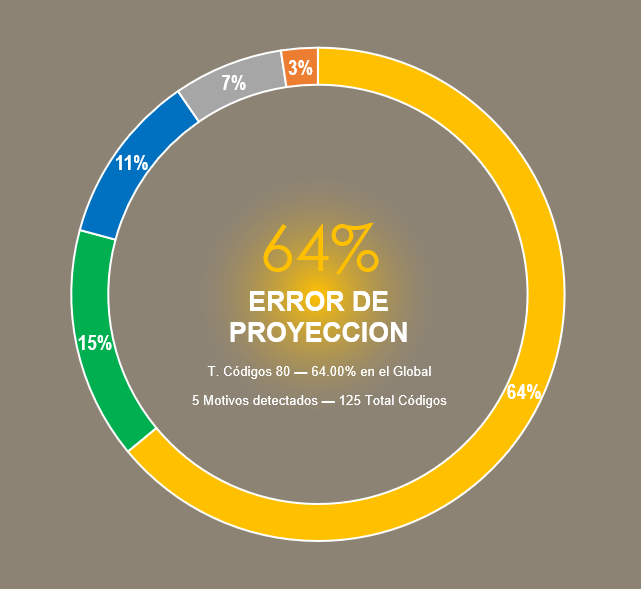 3%
7%
11%
64%
ERROR DE
PROYECCION
15%
T. Códigos 80 — 64.00% en el Global
64%
5 Motivos detectados — 125 Total Códigos